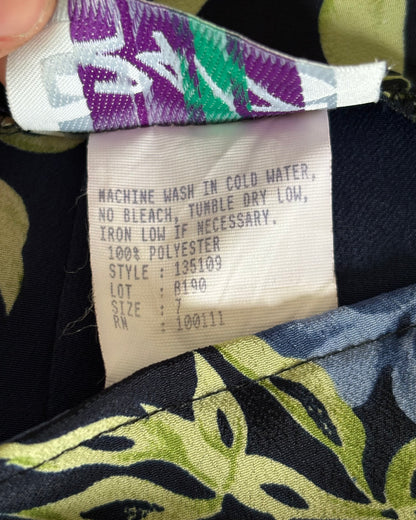 MACHINE WASH IN COLD WATER,
NO BLEACH, TUMBLE DRY LOW,
IRON LOW IF NECESSARY.
100% POLYESTER
STYLE : 135109
LOT : B190
SIZE : 7
RN : 100111